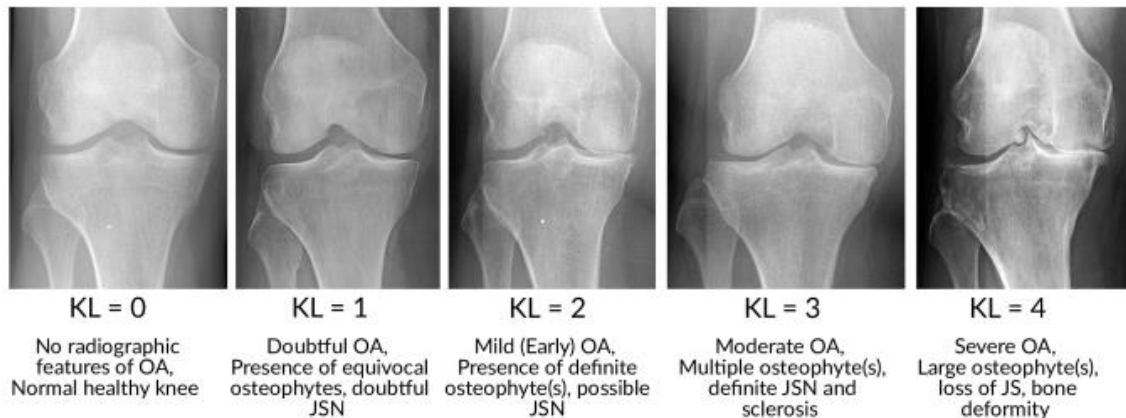 KL = 0
No radiographic
features of OA,
Normal healthy knee
KL = 1
Doubtful OA,
Presence of equivocal
osteophytes, doubtful
JSN
KL = 2
Mild (Early) OA,
Presence of definite
osteophyte(s), possible
JSN
KL = 3
Moderate OA,
Multiple osteophyte(s),
definite JSN and
sclerosis
KL = 4
Severe OA,
Large osteophyte(s),
loss of JS, bone
deformity